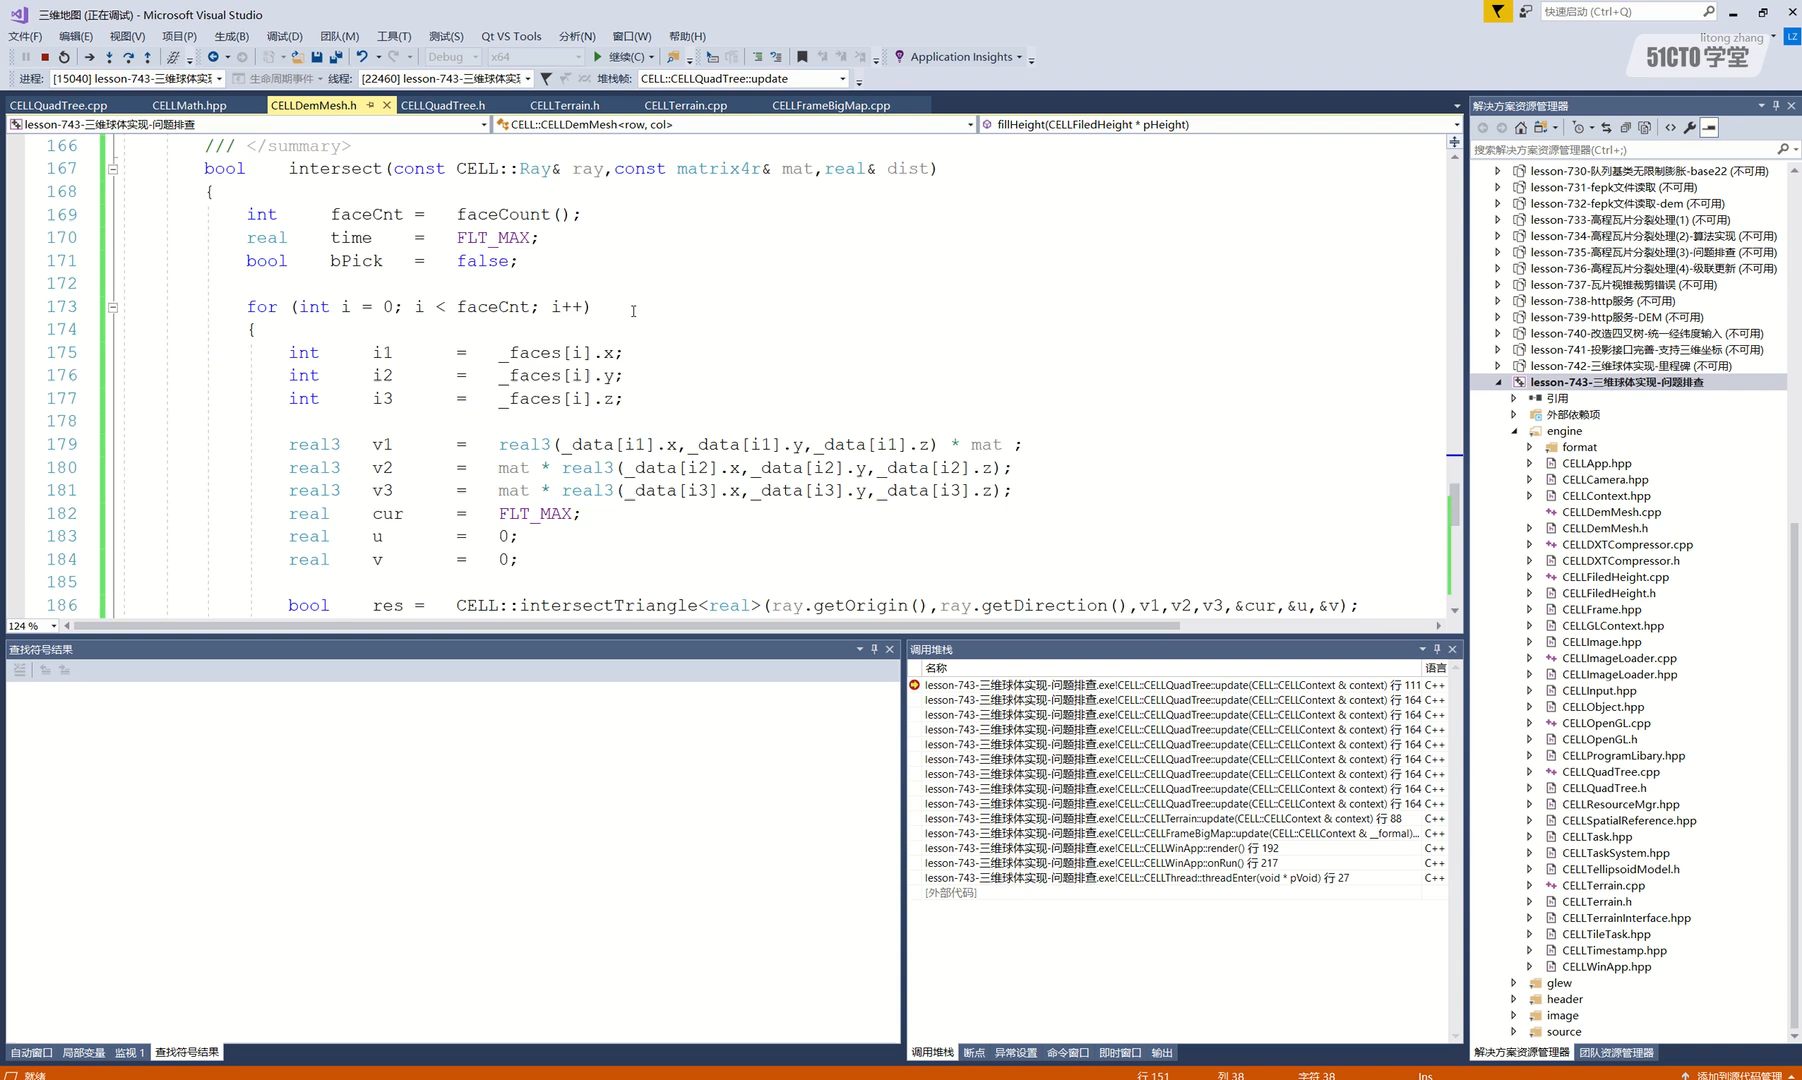 三维地图 (正在调试) - Microsoft Visual Studio
快速启动 (Ctrl+Q)
文件(F) 编辑(E) 视图(V) 项目(P) 生成(B) 调试(D) 团队(M) 工具(T) 测试(S) Qt VS Tools 分析(N) 窗口(W) 帮助(H)
litong zhang
LZ
51CTO 学堂
Debug x64 继续(C) Application Insights
进程: [15040] lesson-743-三维球体实 生命周期事件 线程: [22460] lesson-743-三维球体实 堆栈帧: CELL::CELLQuadTree::update
CELLQuadTree.cpp CELLMath.hpp CELLDemMesh.h CELLQuadTree.h CELLTerrain.h CELLTerrain.cpp CELLFrameBigMap.cpp
lesson-743-三维球体实现-问题排查 CELL::CELLDemMesh<row, col> fillHeight(CELLFiledHeight * pHeight)
166 /// </summary>
167 bool intersect(const CELL::Ray& ray,const matrix4r& mat,real& dist)
168 {
169 int faceCnt = faceCount();
170 real time = FLT_MAX;
171 bool bPick = false;
172
173 for (int i = 0; i < faceCnt; i++)
174 {
175 int i1 = _faces[i].x;
176 int i2 = _faces[i].y;
177 int i3 = _faces[i].z;
178
179 real3 v1 = real3(_data[i1].x,_data[i1].y,_data[i1].z) * mat ;
180 real3 v2 = mat * real3(_data[i2].x,_data[i2].y,_data[i2].z);
181 real3 v3 = mat * real3(_data[i3].x,_data[i3].y,_data[i3].z);
182 real cur = FLT_MAX;
183 real u = 0;
184 real v = 0;
185
186 bool res = CELL::intersectTriangle<real>(ray.getOrigin(),ray.getDirection(),v1,v2,v3,&cur,&u,&v);
124 %
查找符号结果
自动窗口 局部变量 监视 1 查找符号结果
调用堆栈
名称 语言
lesson-743-三维球体实现-问题排查.exe!CELL::CELLQuadTree::update(CELL::CELLContext & context) 行 111 C++
lesson-743-三维球体实现-问题排查.exe!CELL::CELLQuadTree::update(CELL::CELLContext & context) 行 164 C++
lesson-743-三维球体实现-问题排查.exe!CELL::CELLQuadTree::update(CELL::CELLContext & context) 行 164 C++
lesson-743-三维球体实现-问题排查.exe!CELL::CELLQuadTree::update(CELL::CELLContext & context) 行 164 C++
lesson-743-三维球体实现-问题排查.exe!CELL::CELLQuadTree::update(CELL::CELLContext & context) 行 164 C++
lesson-743-三维球体实现-问题排查.exe!CELL::CELLQuadTree::update(CELL::CELLContext & context) 行 164 C++
lesson-743-三维球体实现-问题排查.exe!CELL::CELLQuadTree::update(CELL::CELLContext & context) 行 164 C++
lesson-743-三维球体实现-问题排查.exe!CELL::CELLQuadTree::update(CELL::CELLContext & context) 行 164 C++
lesson-743-三维球体实现-问题排查.exe!CELL::CELLQuadTree::update(CELL::CELLContext & context) 行 164 C++
lesson-743-三维球体实现-问题排查.exe!CELL::CELLTerrain::update(CELL::CELLContext & context) 行 88 C++
lesson-743-三维球体实现-问题排查.exe!CELL::CELLFrameBigMap::update(CELL::CELLContext & __formal)... C++
lesson-743-三维球体实现-问题排查.exe!CELL::CELLWinApp::render() 行 192 C++
lesson-743-三维球体实现-问题排查.exe!CELL::CELLWinApp::onRun() 行 217 C++
lesson-743-三维球体实现-问题排查.exe!CELL::CELLThread::threadEnter(void * pVoid) 行 27 C++
[外部代码]
调用堆栈 断点 异常设置 命令窗口 即时窗口 输出
解决方案资源管理器
搜索解决方案资源管理器(Ctrl+;)
lesson-730-队列基类无限制膨胀-base22 (不可用)
lesson-731-fepk文件读取 (不可用)
lesson-732-fepk文件读取-dem (不可用)
lesson-733-高程瓦片分裂处理(1) (不可用)
lesson-734-高程瓦片分裂处理(2)-算法实现 (不可用)
lesson-735-高程瓦片分裂处理(3)-问题排查 (不可用)
lesson-736-高程瓦片分裂处理(4)-级联更新 (不可用)
lesson-737-瓦片视锥裁剪错误 (不可用)
lesson-738-http服务 (不可用)
lesson-739-http服务-DEM (不可用)
lesson-740-改造四叉树-统一经纬度输入 (不可用)
lesson-741-投影接口完善-支持三维坐标 (不可用)
lesson-742-三维球体实现-里程碑 (不可用)
lesson-743-三维球体实现-问题排查
引用
外部依赖项
engine
format
CELLApp.hpp
CELLCamera.hpp
CELLContext.hpp
CELLDemMesh.cpp
CELLDemMesh.h
CELLDXTCompressor.cpp
CELLDXTCompressor.h
CELLFiledHeight.cpp
CELLFiledHeight.h
CELLFrame.hpp
CELLGLContext.hpp
CELLImage.hpp
CELLImageLoader.cpp
CELLImageLoader.hpp
CELLInput.hpp
CELLObject.hpp
CELLOpenGL.cpp
CELLOpenGL.h
CELLProgramLibary.hpp
CELLQuadTree.cpp
CELLQuadTree.h
CELLResourceMgr.hpp
CELLSpatialReference.hpp
CELLTask.hpp
CELLTaskSystem.hpp
CELLTellipsoidModel.h
CELLTerrain.cpp
CELLTerrain.h
CELLTerrainInterface.hpp
CELLTileTask.hpp
CELLTimestamp.hpp
CELLWinApp.hpp
glew
header
image
source
解决方案资源管理器 团队资源管理器
就绪 行 151 列 38 字符 38 Ins 添加到源代码管理